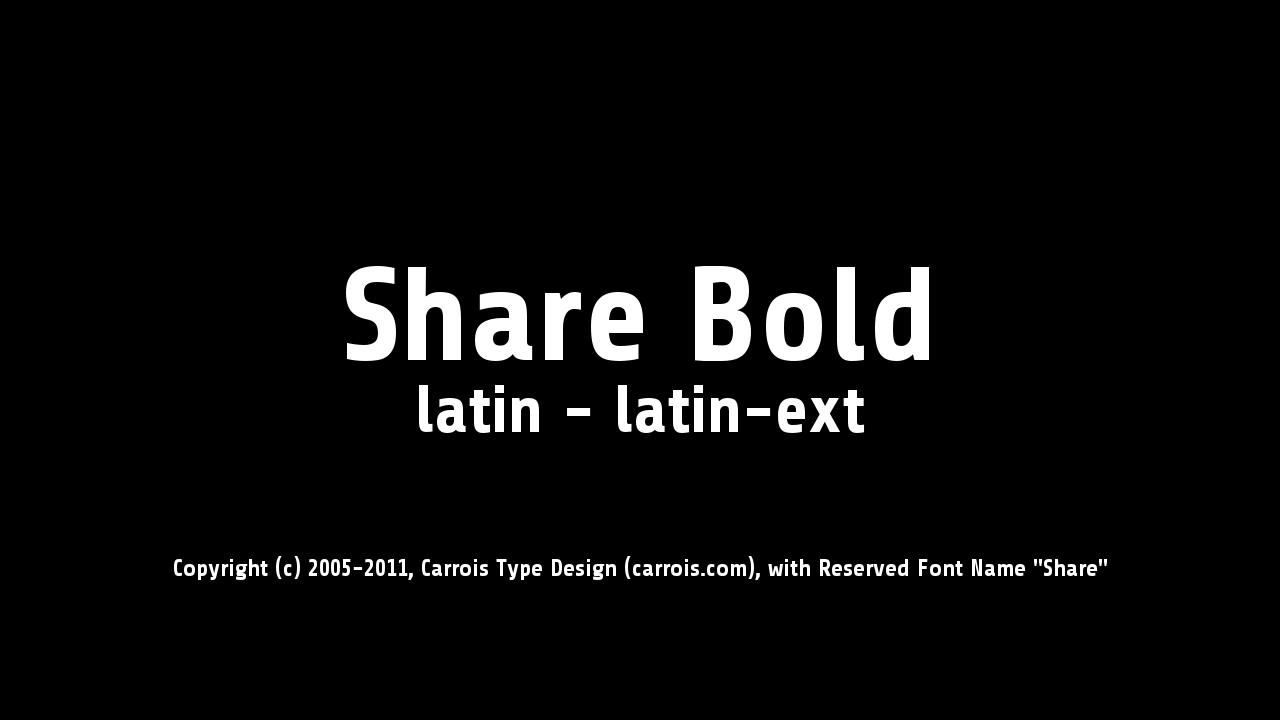 Share Bold
latin - latin-ext
Copyright (c) 2005-2011, Carrois Type Design (carrois.com), with Reserved Font Name "Share"